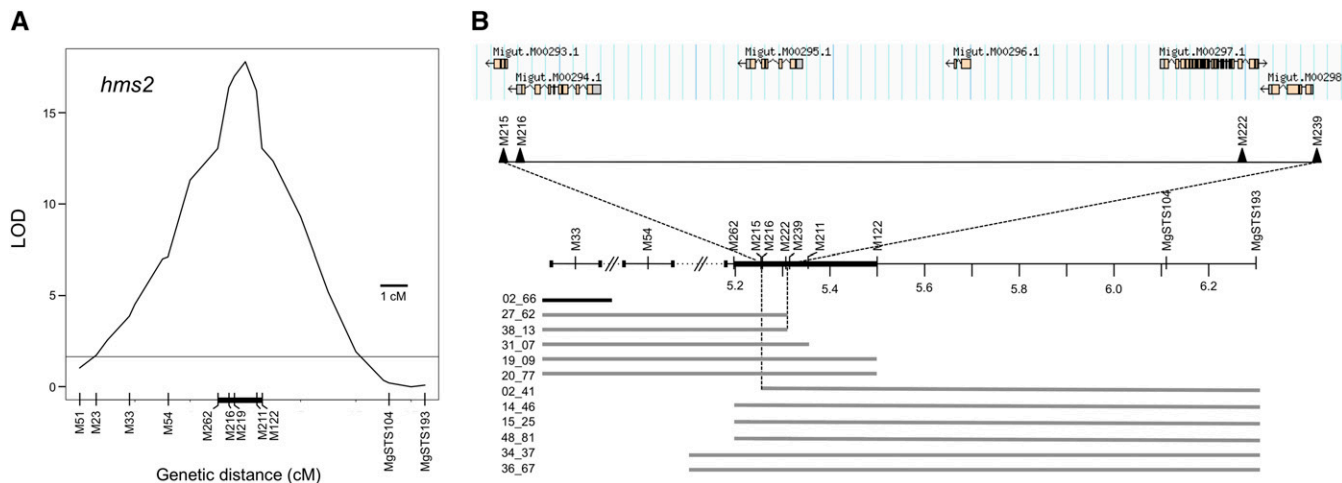 A
hms2
LOD
15
10
5
0
1 cM
M51
M23
M33
M54
M262
M216
M219
M211
M122
MgSTS104
MgSTS193
Genetic distance (cM)
B
Migut.M00293.1
Migut.M00295.1
Migut.M00296.1
Migut.M00297.1
Migut.M00294.1
Migut.M00298
M215
M216
M222
M239
M33
M54
M262
M215
M216
M222
M239
M211
M122
MgSTS104
MgSTS193
5.2
5.4
5.6
5.8
6.0
6.2
02_66
27_62
38_13
31_07
19_09
20_77
02_41
14_46
15_25
48_81
34_37
36_67